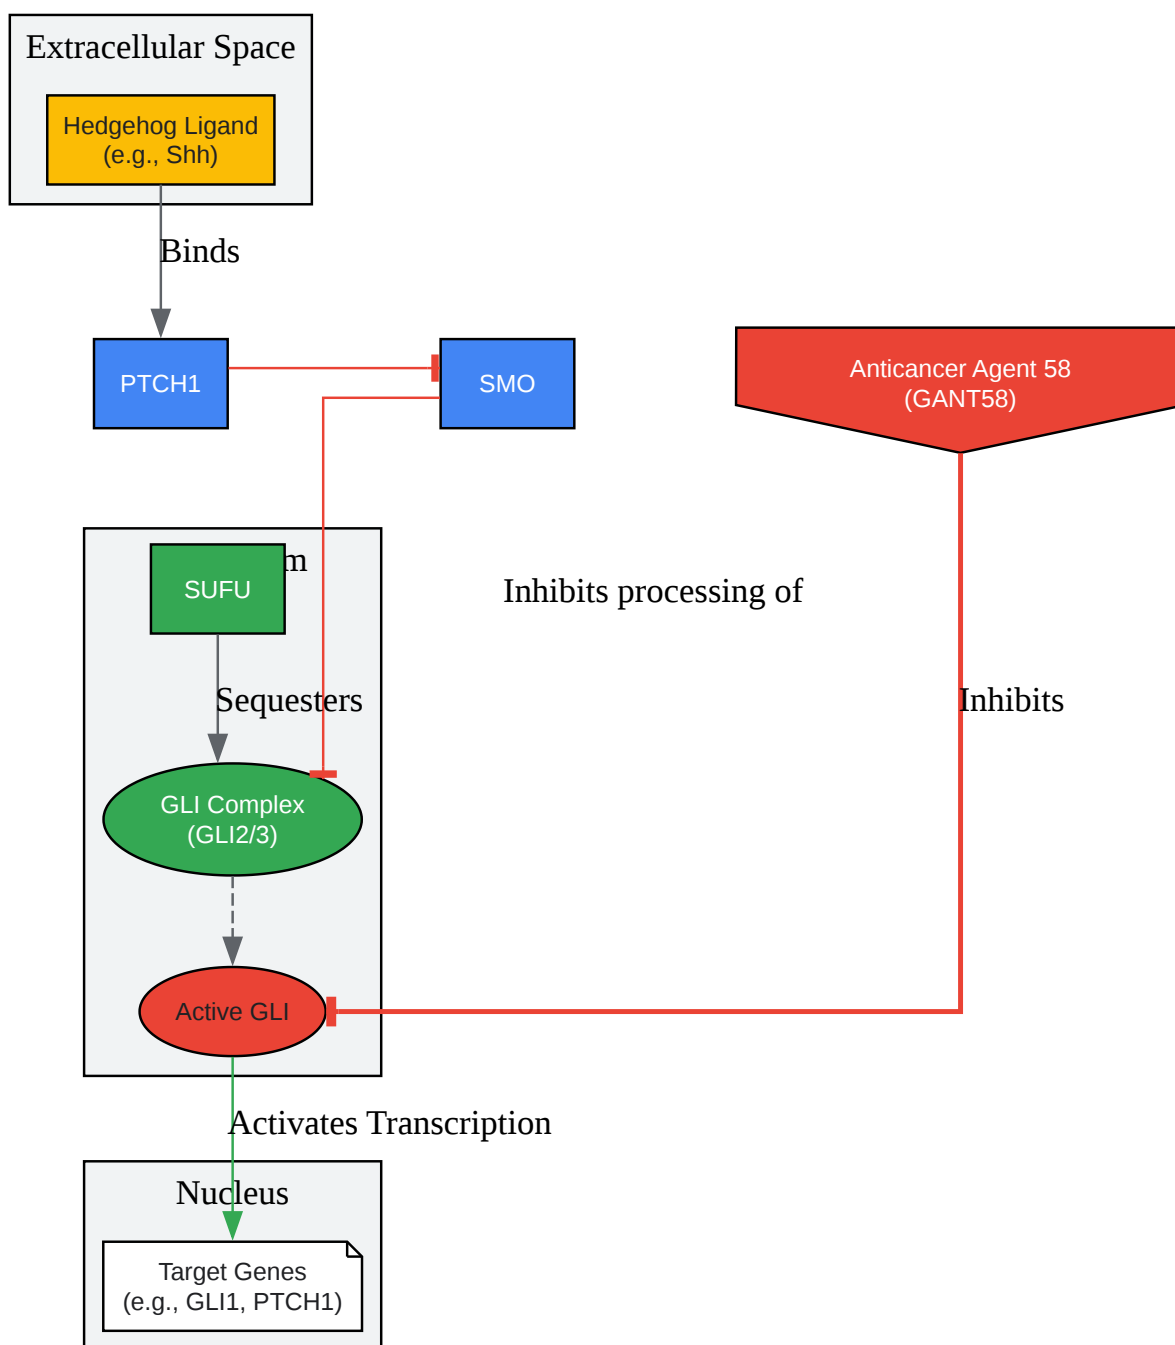 Extracellular Space
Hedgehog Ligand
(e.g., Shh)
Binds
PTCH1
SMO
Anticancer Agent 58
(GANT58)
SUFU
Inhibits processing of
Sequesters
Inhibits
GLI Complex
(GLI2/3)
Active GLI
Activates Transcription
Nucleus
Target Genes
(e.g., GLI1, PTCH1)